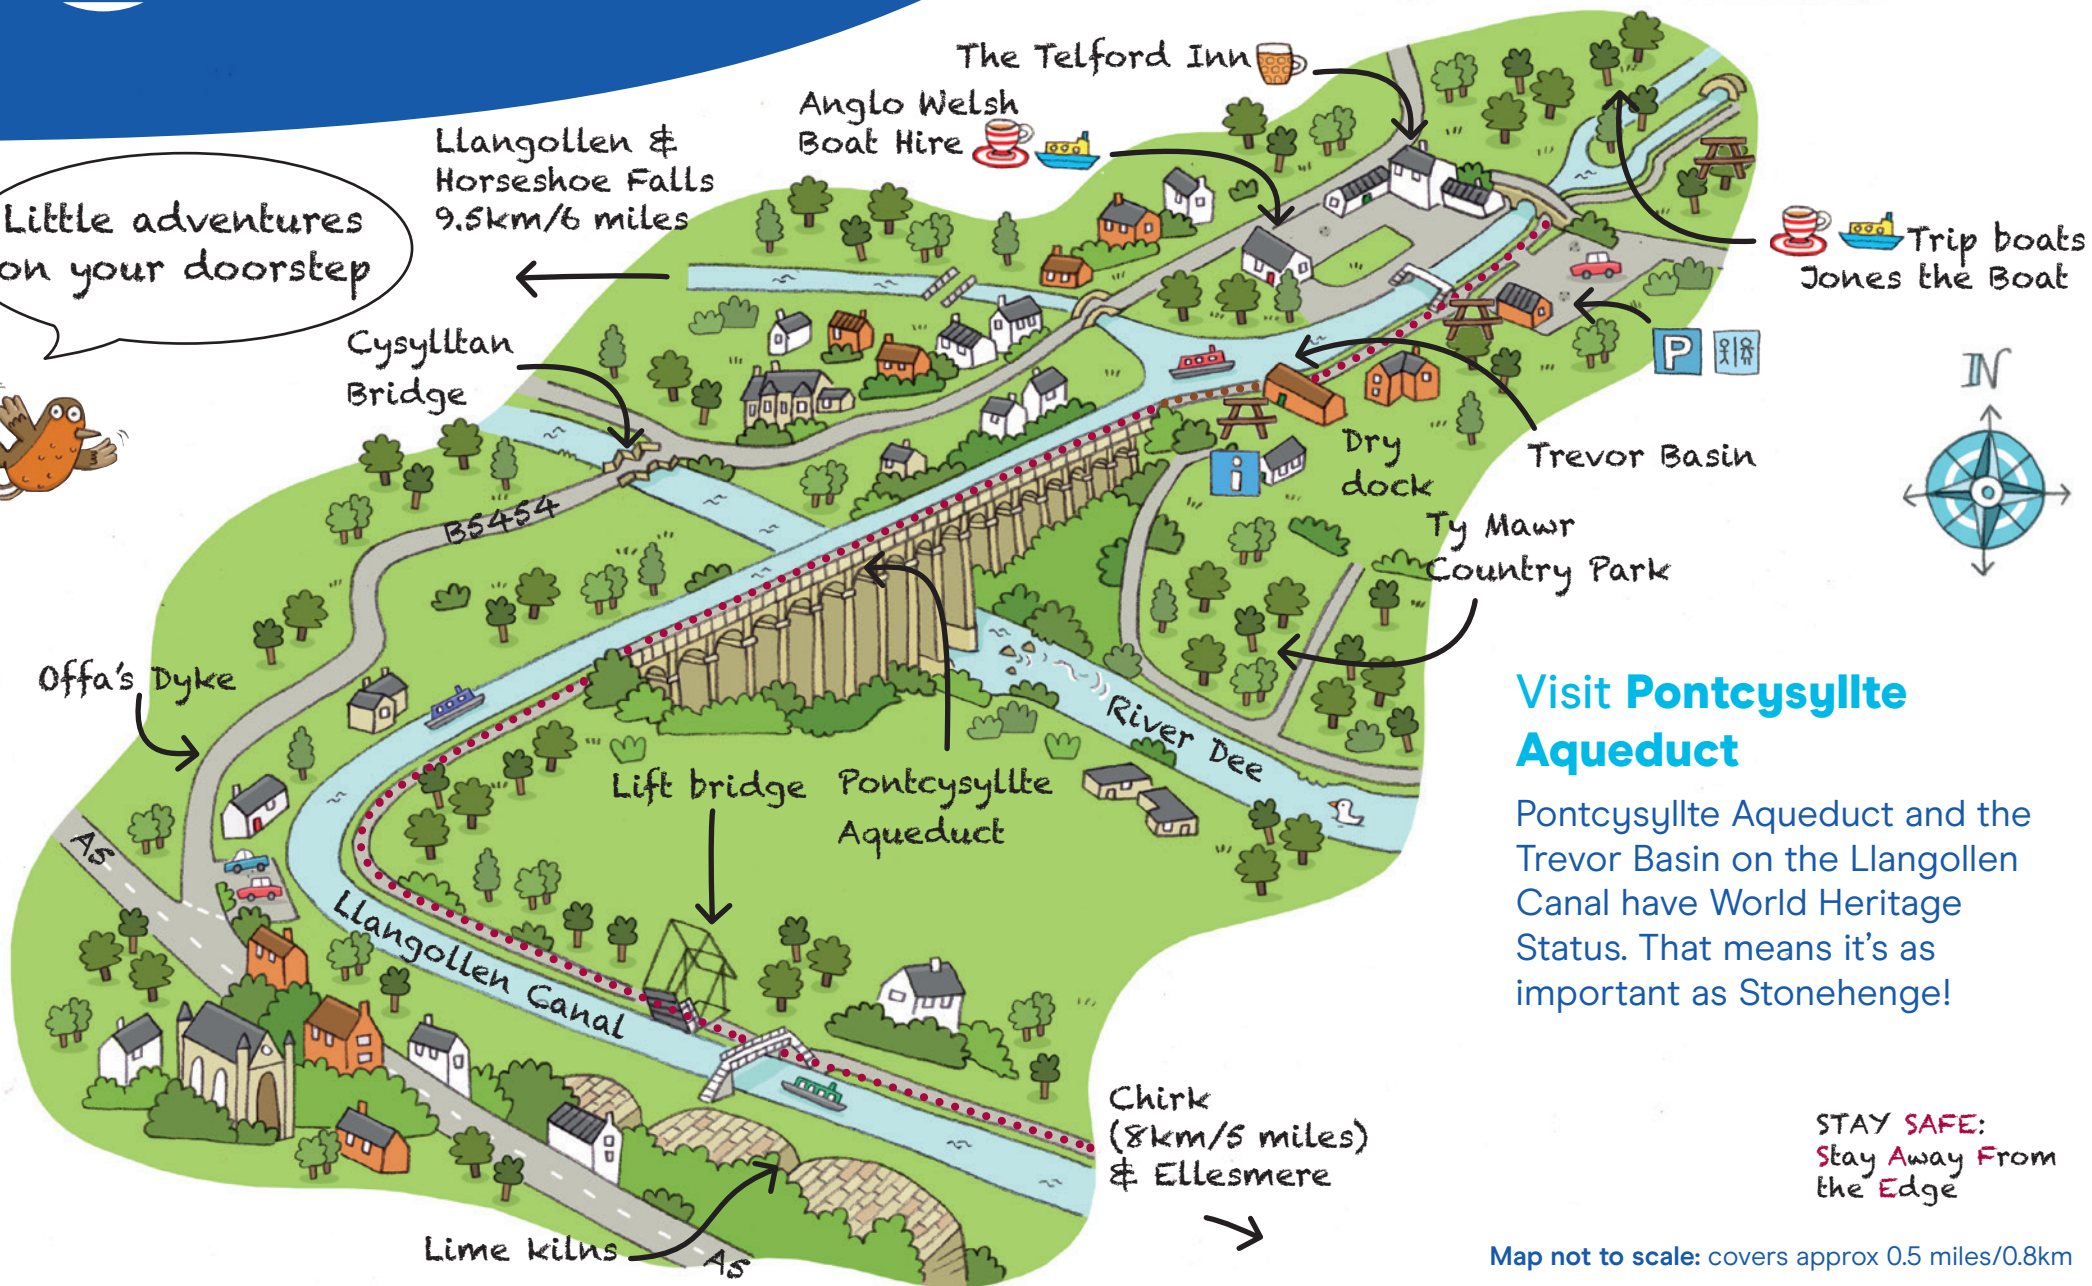 Little adventures
on your doorstep
The Telford Inn
Anglo Welsh
Boat Hire
Llangollen &
Horseshoe Falls
9.5km/6 miles
Trip boats
Jones the Boat
P
N
Cysylltan
Bridge
Trevor Basin
Dry
dock
i
B5454
Ty Mawr
Country Park
Offa's Dyke
River Dee
Lift bridge
Pontcysyllte
Aqueduct
A5
Llangollen Canal
Chirk
(8km/5 miles)
& Ellesmere
Lime kilns
A5
Visit Pontcysyllte
Aqueduct
Pontcysyllte Aqueduct and the
Trevor Basin on the Llangollen
Canal have World Heritage
Status. That means it's as
important as Stonehenge!
STAY SAFE:
Stay Away From
the Edge
Map not to scale: covers approx 0.5 miles/0.8km